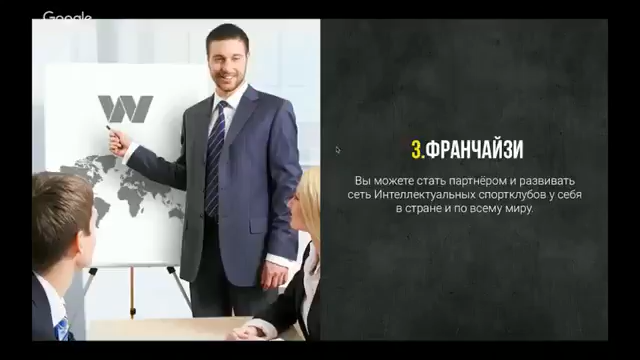 Google
W
3.ФРАНЧАЙЗИ
Вы можете стать партнёром и развивать
сеть Интеллектуальных спортклубов у себя
в стране и по всему миру.